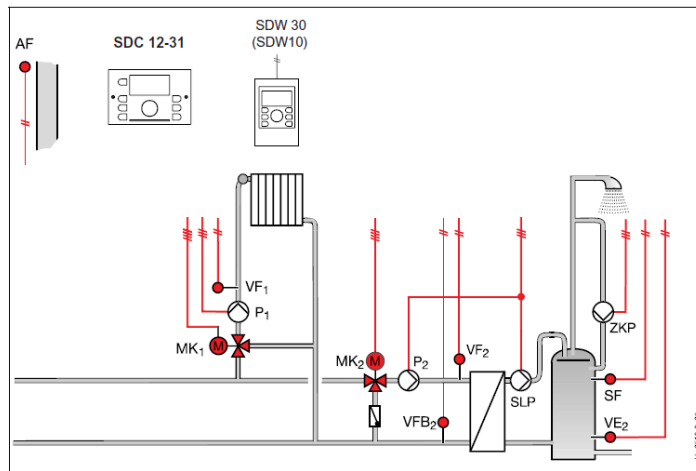 AF
SDC 12-31
SDW 30
(SDW10)
VF1
P1
M
MK1
MK2
M
P2
VF2
ZKP
SLP
SF
VFB2
VE2